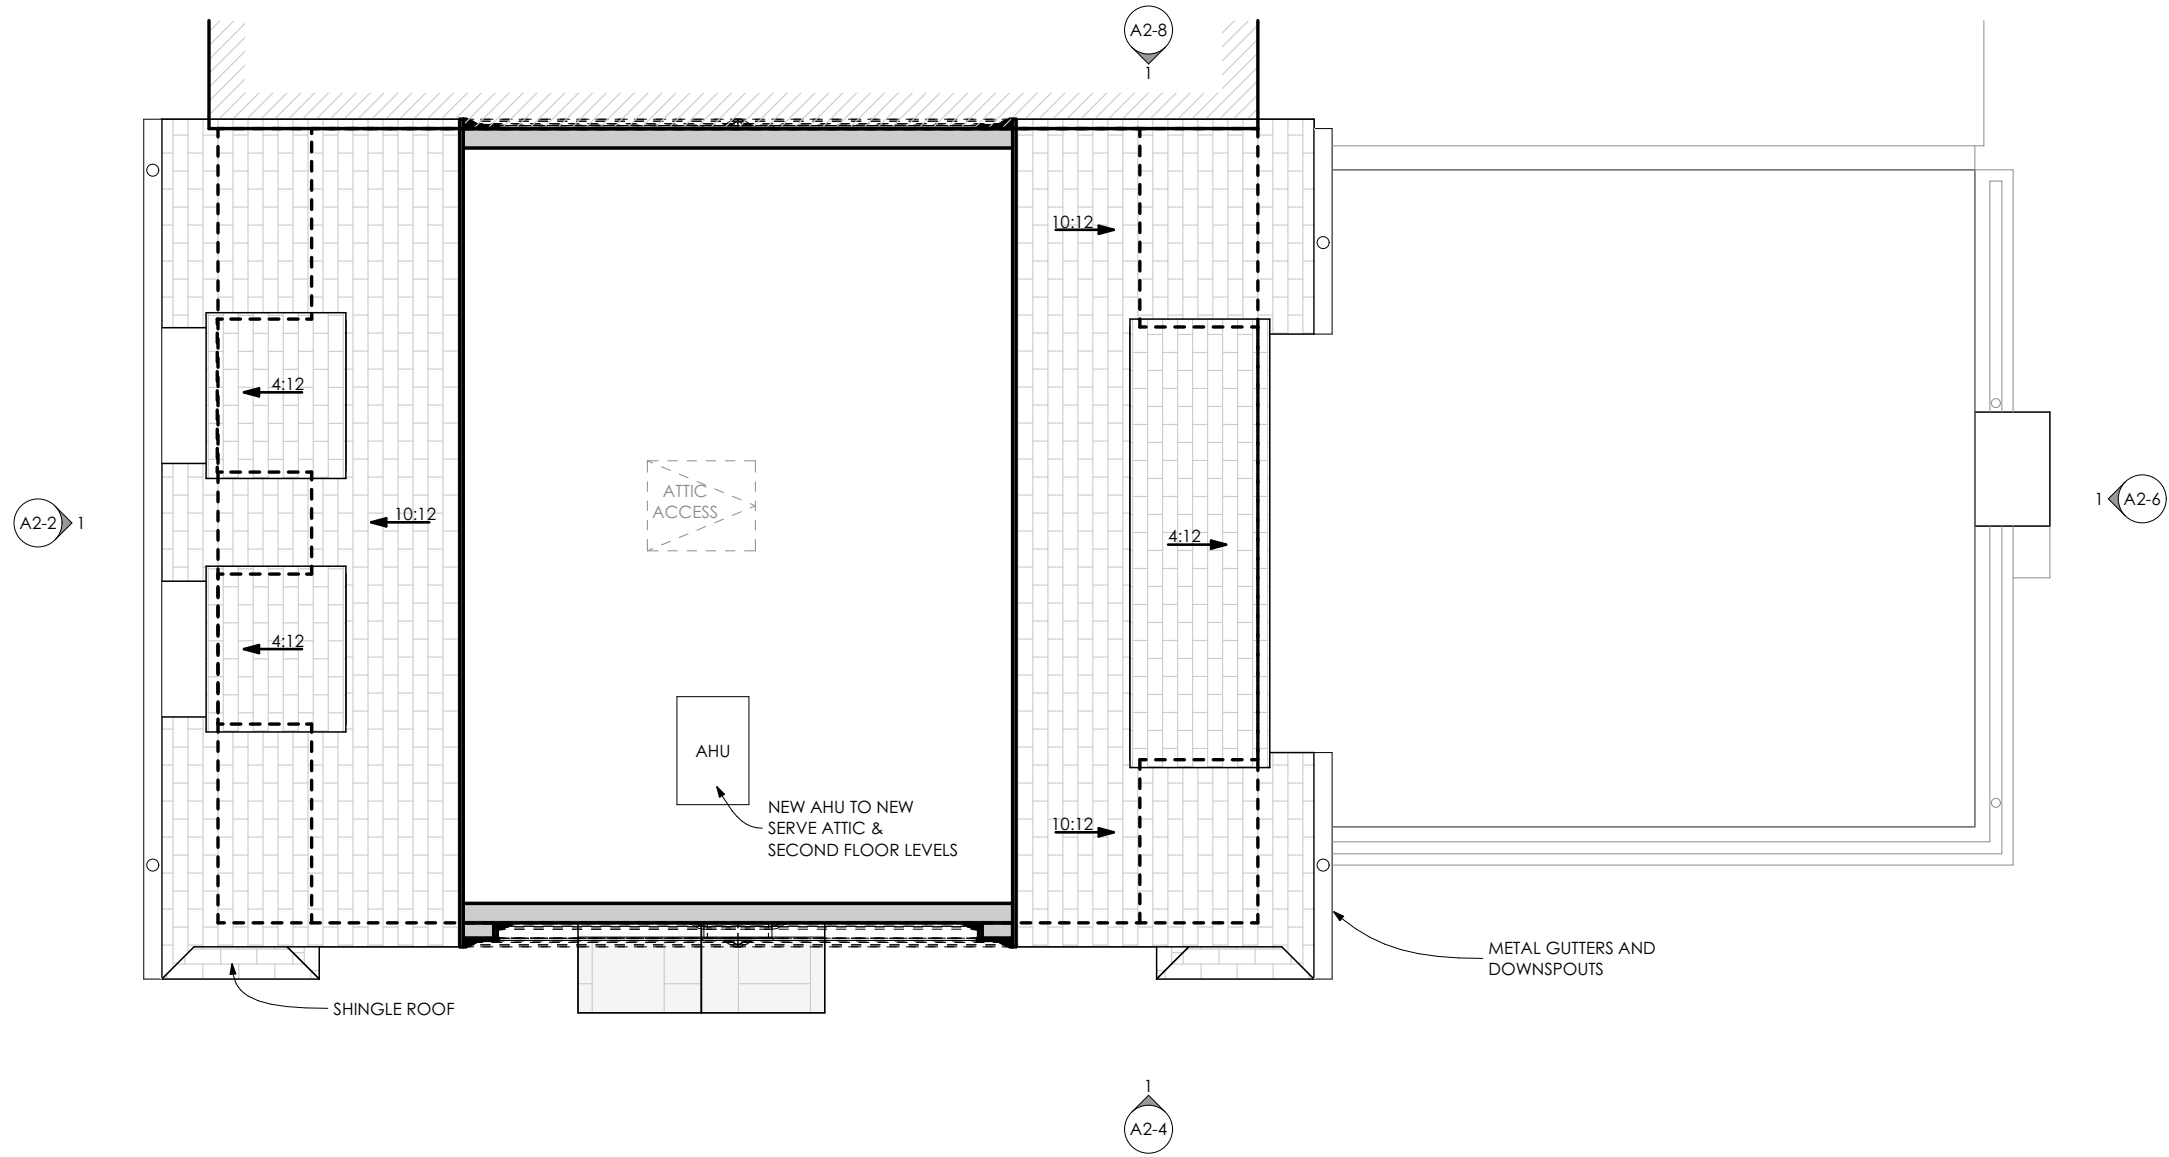 A2-8
1
10:12
4:12
ATTIC
ACCESS
A2-2 1
10:12
4:12
1 A2-6
4:12
AHU
NEW AHU TO NEW
SERVE ATTIC &
SECOND FLOOR LEVELS
10:12
METAL GUTTERS AND
DOWNSPOUTS
SHINGLE ROOF
1
A2-4